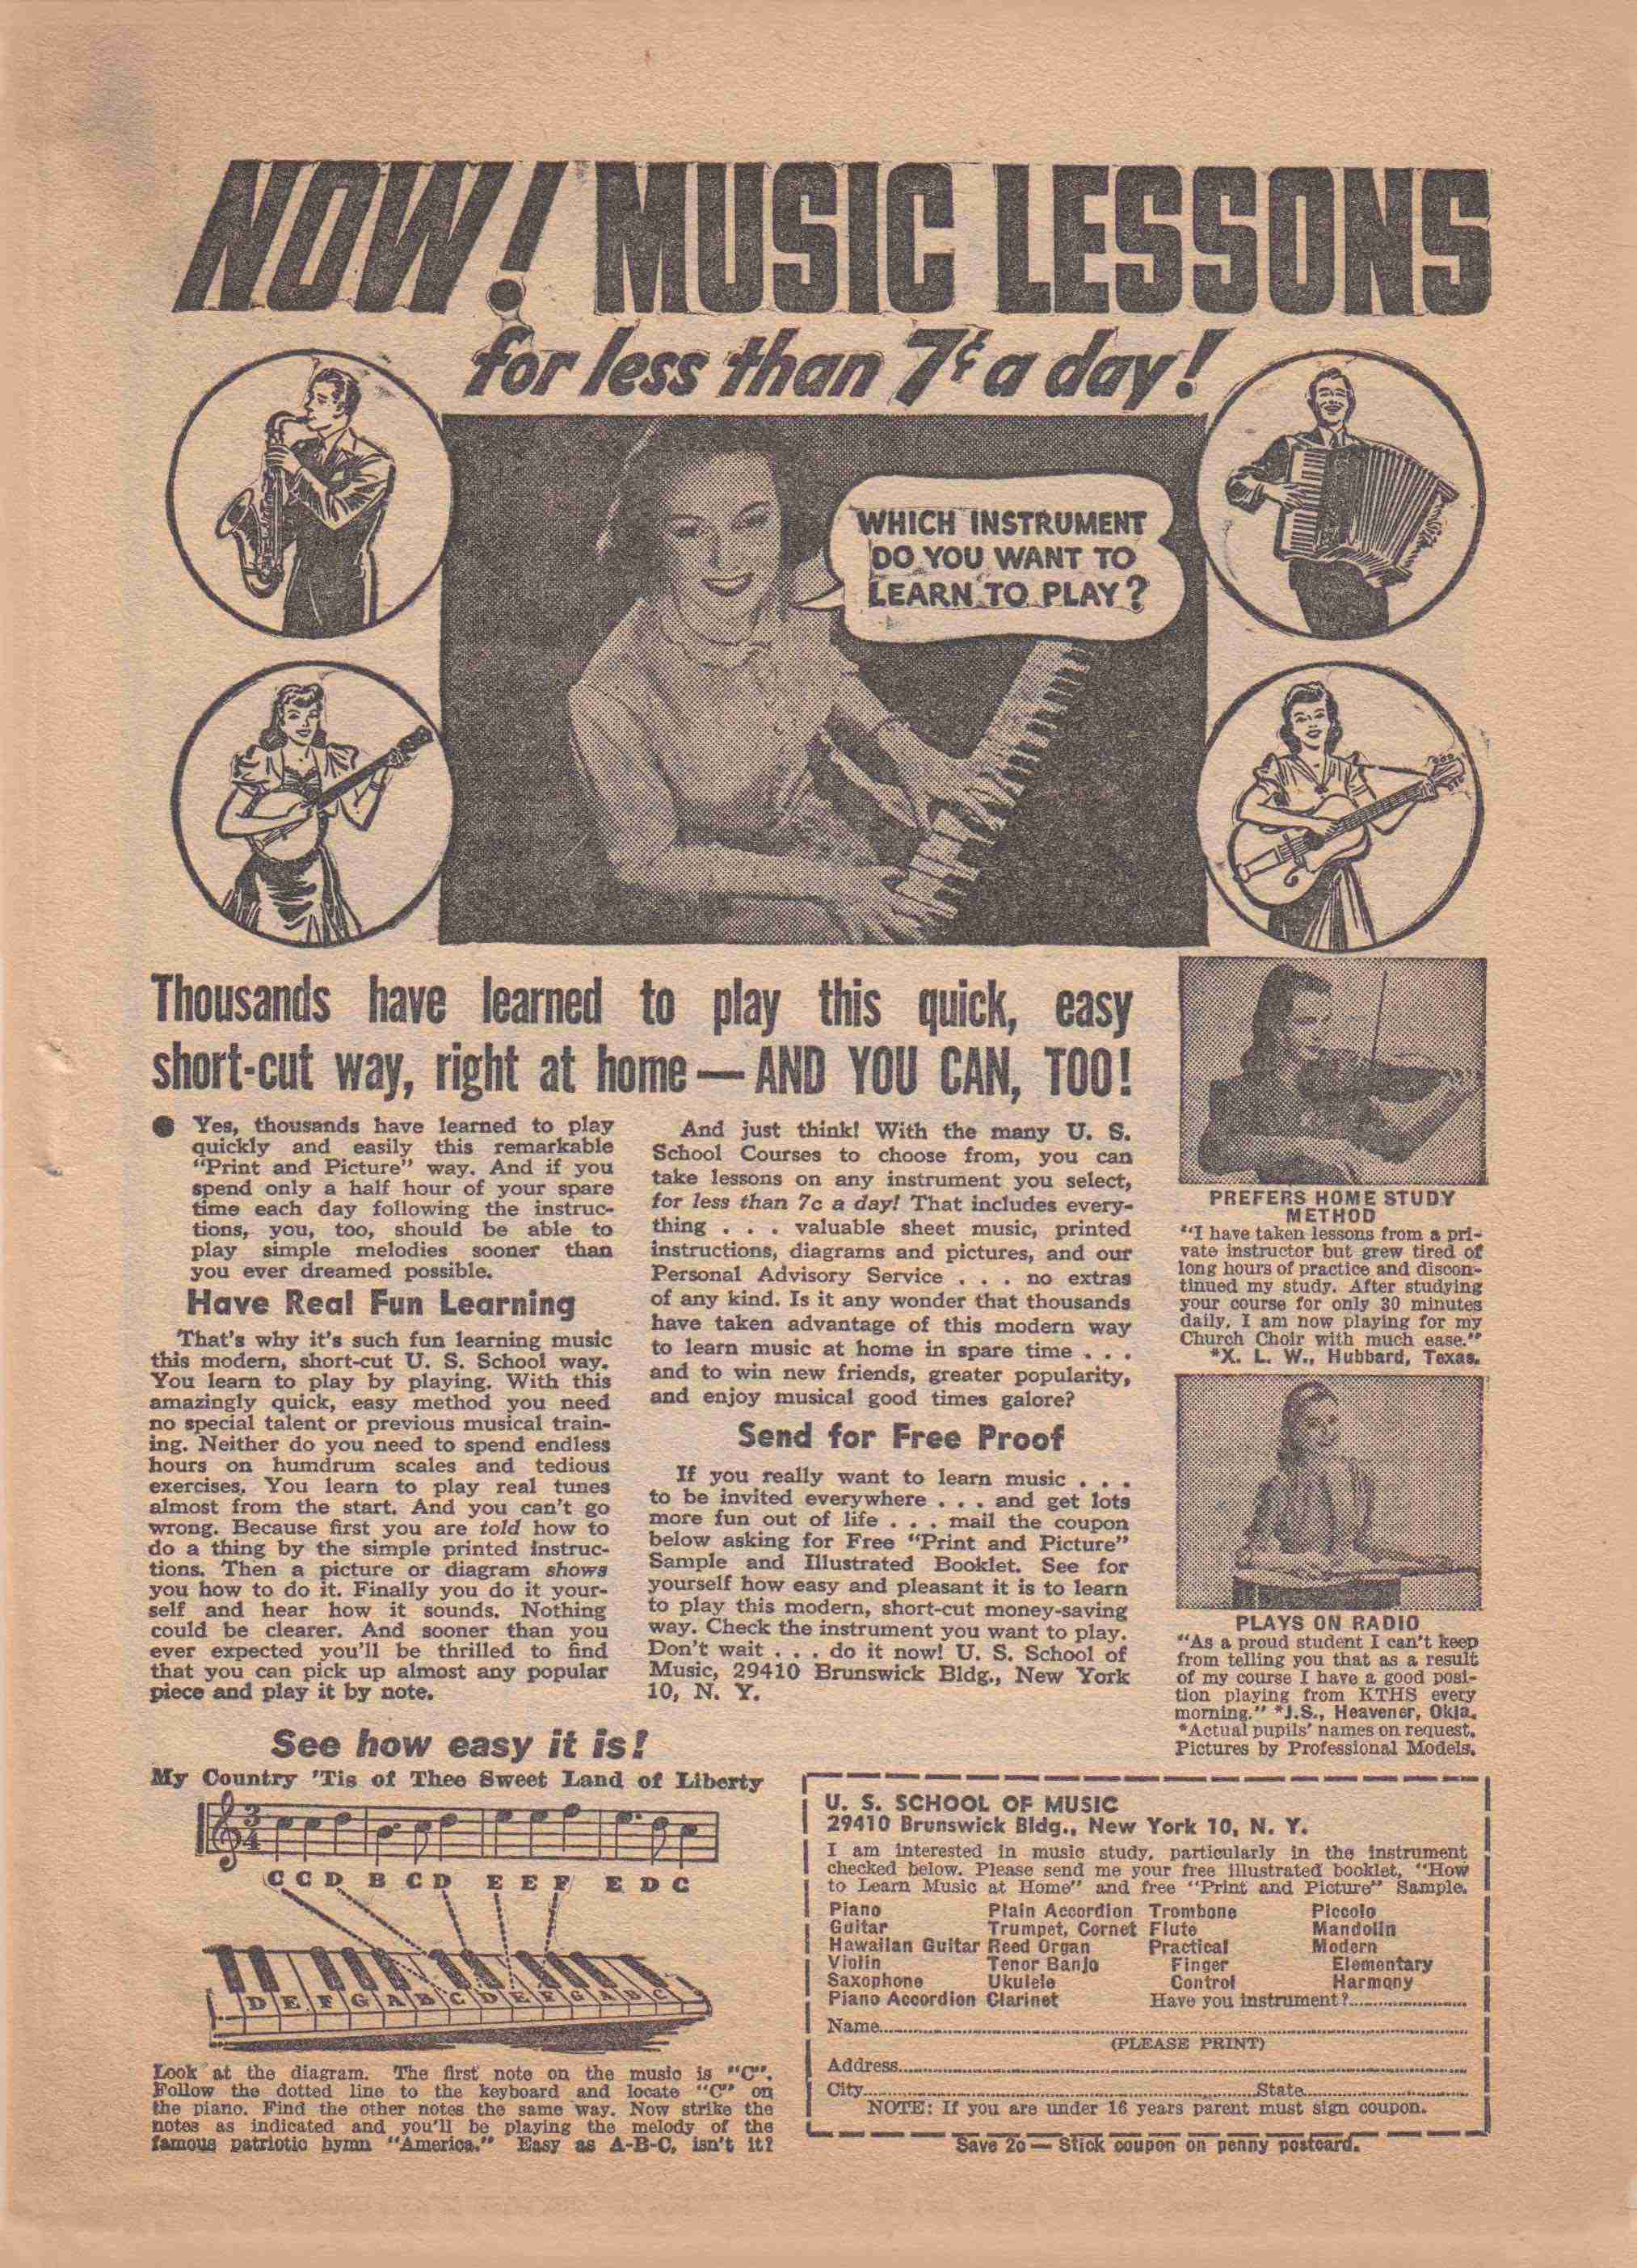 NOW! MUSIC LESSONS
for less than 7¢ a day!
WHICH INSTRUMENT
DO YOU WANT TO
LEARN TO PLAY?
Thousands have learned to play this quick, easy
short-cut way, right at home — AND YOU CAN, TOO!
● Yes, thousands have learned to play
quickly and easily this remarkable
"Print and Picture" way. And if you
spend only a half hour of your spare
time each day following the instruc-
tions, you, too, should be able to
play simple melodies sooner than
you ever dreamed possible.
Have Real Fun Learning
That's why it's such fun learning music
this modern, short-cut U. S. School way.
You learn to play by playing. With this
amazingly quick, easy method you need
no special talent or previous musical train-
ing. Neither do you need to spend endless
hours on humdrum scales and tedious
exercises. You learn to play real tunes
almost from the start. And you can't go
wrong. Because first you are told how to
do a thing by the simple printed instruc-
tions. Then a picture or diagram shows
you how to do it. Finally you do it your-
self and hear how it sounds. Nothing
could be clearer. And sooner than you
ever expected you'll be thrilled to find
that you can pick up almost any popular
piece and play it by note.
And just think! With the many U. S.
School Courses to choose from, you can
take lessons on any instrument you select,
for less than 7c a day! That includes every-
thing . . . valuable sheet music, printed
instructions, diagrams and pictures, and our
Personal Advisory Service . . . no extras
of any kind. Is it any wonder that thousands
have taken advantage of this modern way
to learn music at home in spare time . . .
and to win new friends, greater popularity,
and enjoy musical good times galore?
Send for Free Proof
If you really want to learn music . . .
to be invited everywhere . . . and get lots
more fun out of life . . . mail the coupon
below asking for Free "Print and Picture"
Sample and Illustrated Booklet. See for
yourself how easy and pleasant it is to learn
to play this modern, short-cut money-saving
way. Check the instrument you want to play.
Don't wait . . . do it now! U. S. School of
Music, 29410 Brunswick Bldg., New York
10, N. Y.
PREFERS HOME STUDY
METHOD
"I have taken lessons from a pri-
vate instructor but grew tired of
long hours of practice and discon-
tinued my study. After studying
your course for only 30 minutes
daily, I am now playing for my
Church Choir with much ease."
*X. L. W., Hubbard, Texas.
PLAYS ON RADIO
"As a proud student I can't keep
from telling you that as a result
of my course I have a good posi-
tion playing from KTHS every
morning." *J.S., Heavener, Okla.
*Actual pupils' names on request.
Pictures by Professional Models.
See how easy it is!
My Country 'Tis of Thee Sweet Land of Liberty
3
4
C C D B C D E E F E D C
D E F G A B C D E F G A B C
Look at the diagram. The first note on the music is "C".
Follow the dotted line to the keyboard and locate "C" on
the piano. Find the other notes the same way. Now strike the
notes as indicated and you'll be playing the melody of the
famous patriotic hymn "America." Easy as A-B-C, isn't it?
U. S. SCHOOL OF MUSIC
29410 Brunswick Bldg., New York 10, N. Y.
I am interested in music study, particularly in the instrument
checked below. Please send me your free illustrated booklet, "How
to Learn Music at Home" and free "Print and Picture" Sample.
Piano Plain Accordion Trombone Piccolo
Guitar Trumpet, Cornet Flute Mandolin
Hawaiian Guitar Reed Organ Practical Modern
Violin Tenor Banjo Finger Elementary
Saxophone Ukulele Control Harmony
Piano Accordion Clarinet Have you instrument?
Name
(PLEASE PRINT)
Address
City State
NOTE: If you are under 16 years parent must sign coupon.
Save 2c — Stick coupon on penny postcard.